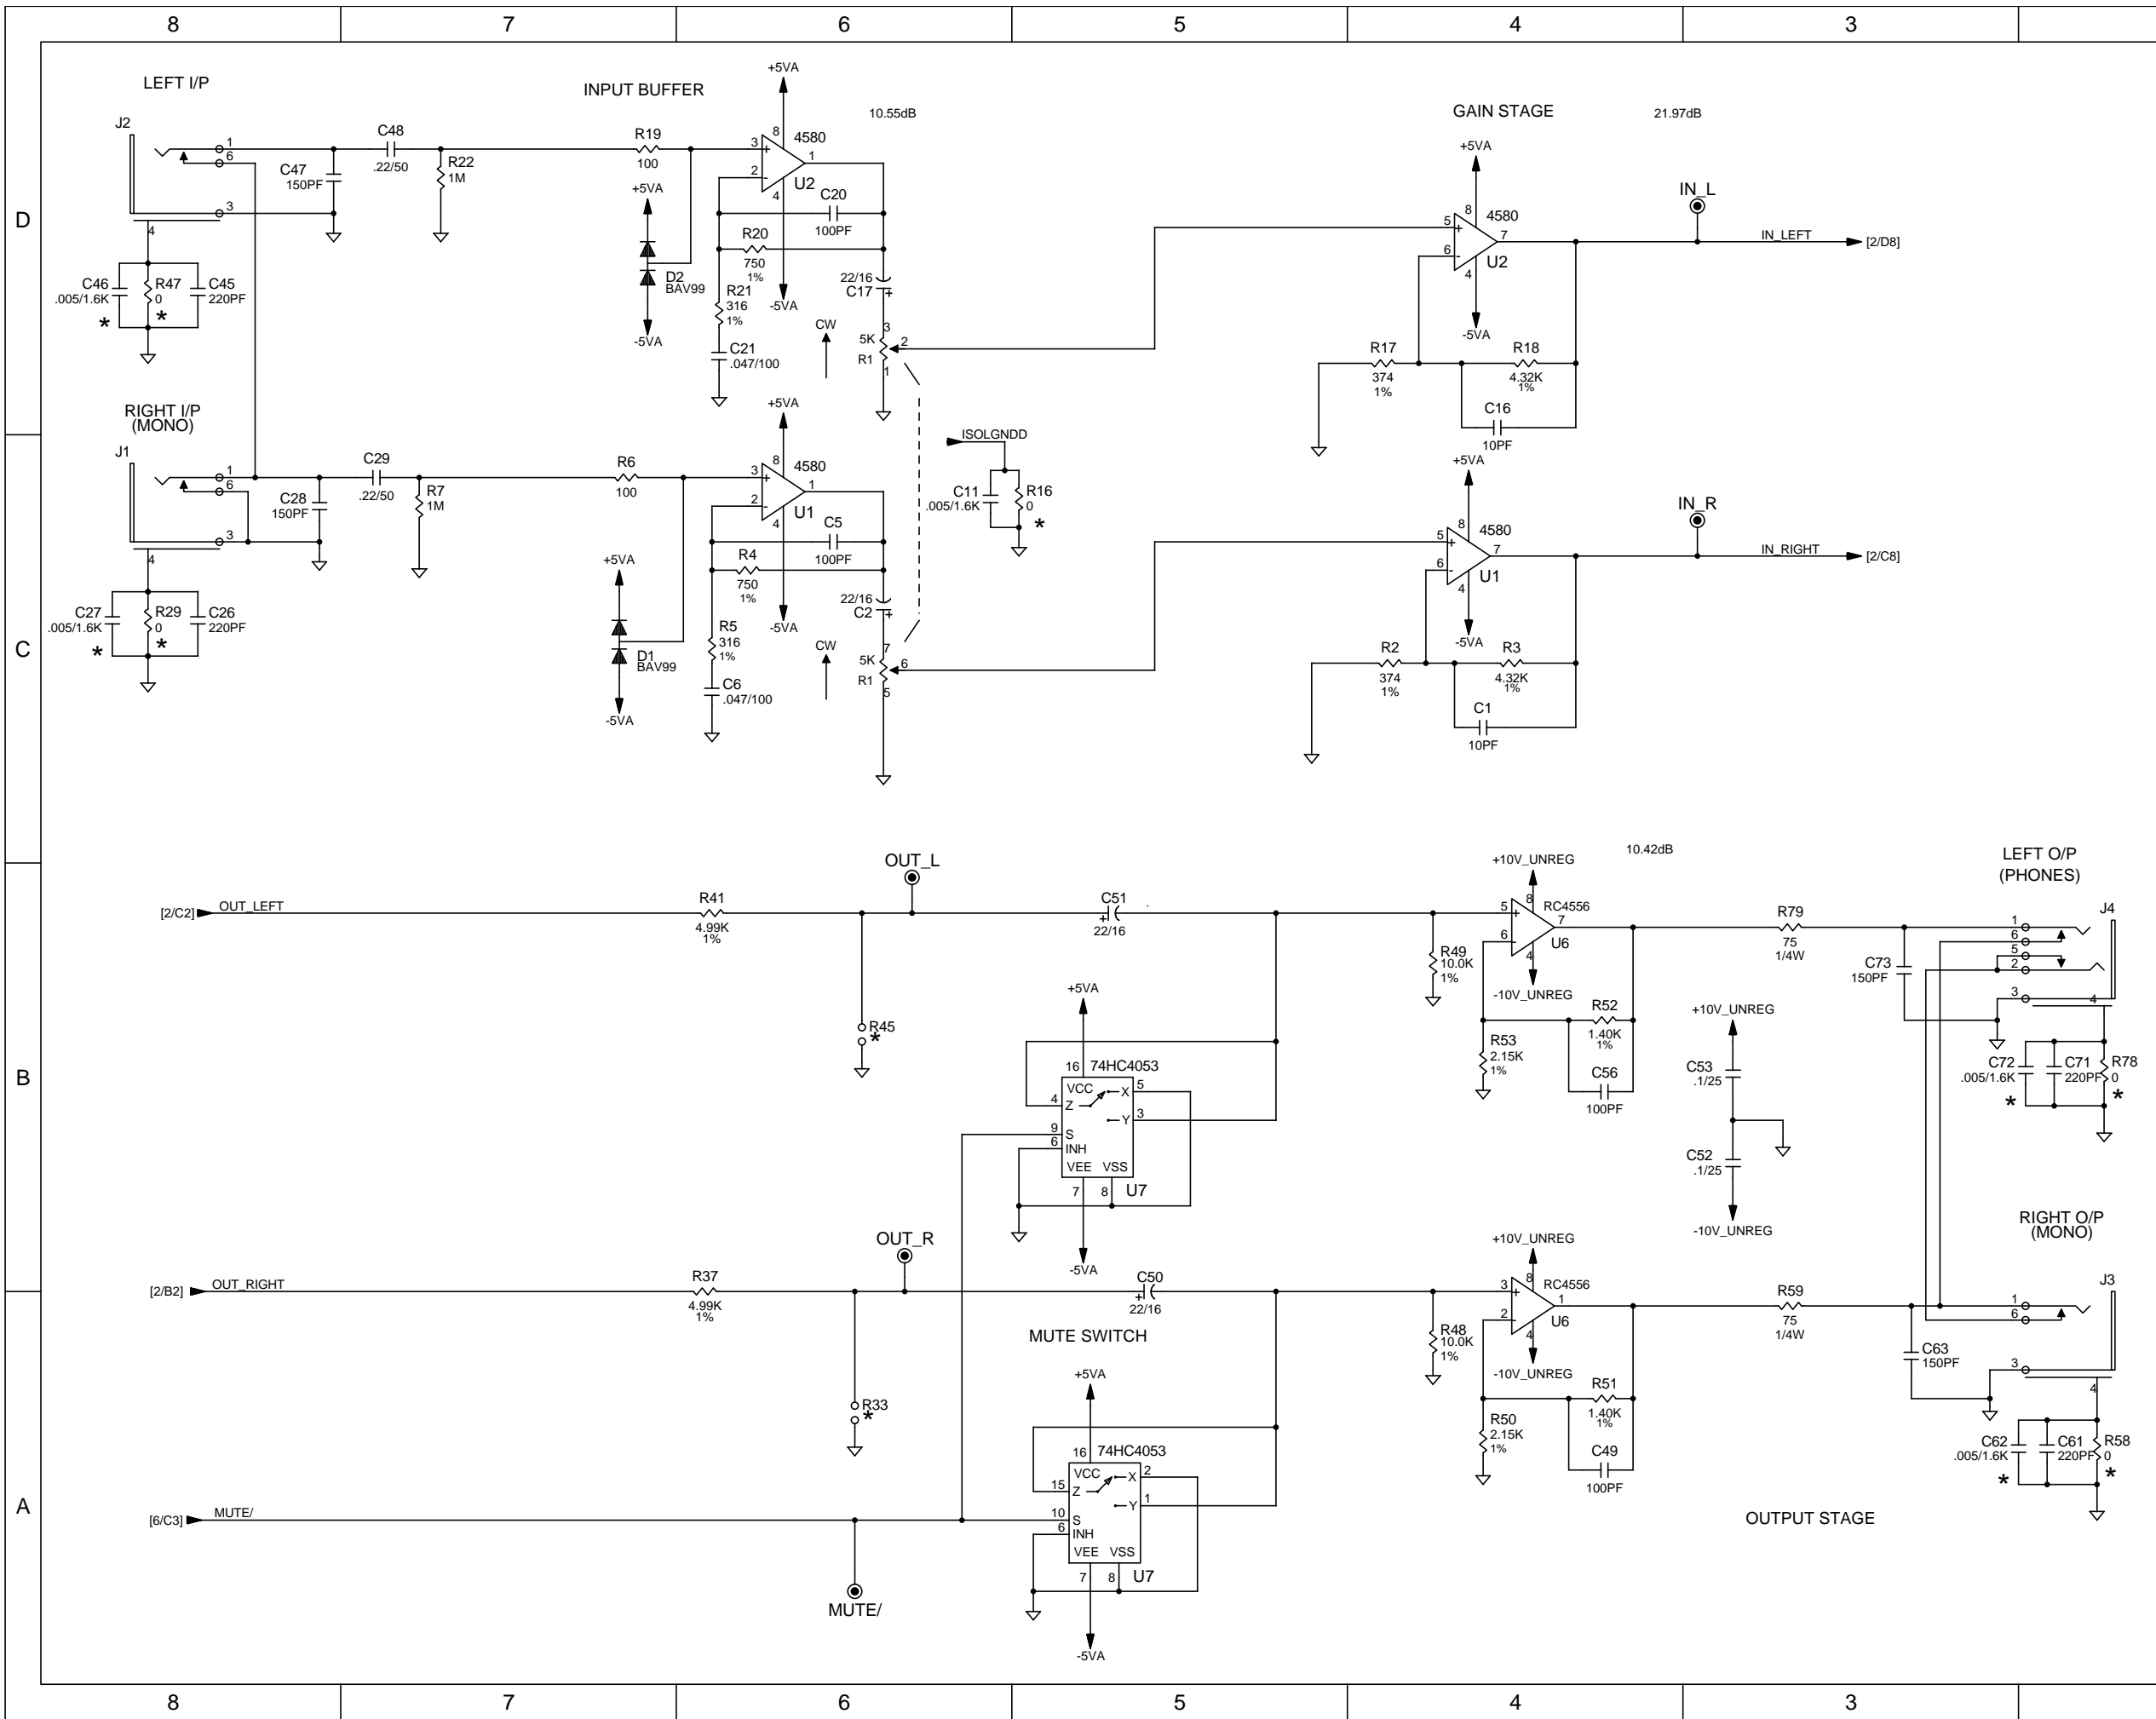 8 7 6 5 4 3
D
C
B
A
LEFT I/P
INPUT BUFFER
10.55dB
GAIN STAGE
21.97dB
J2
1
6
3
4
C47
150PF
C48
.22/50
R22
1M
R19
100
+5VA
D2
BAV99
-5VA
+5VA
8
3
+
2
-
4
1
4580
U2
C20
100PF
R20
750
1%
-5VA
R21
316
1%
C21
.047/100
22/16
C17
+
CW
3
5K
R1
2
1
+5VA
8
5
+
6
-
4
7
4580
U2
-5VA
R17
374
1%
R18
4.32K
1%
C16
10PF
IN_L
IN_LEFT
[2/D8]
C46
.005/1.6K
*
R47
0
*
C45
220PF
RIGHT I/P
(MONO)
J1
1
6
3
4
C28
150PF
C29
.22/50
R7
1M
R6
100
+5VA
D1
BAV99
-5VA
+5VA
8
3
+
2
-
4
1
4580
U1
C5
100PF
R4
750
1%
-5VA
R5
316
1%
C6
.047/100
22/16
C2
+
CW
7
5K
R1
6
5
ISOLGNDD
C11
.005/1.6K
R16
0
*
+5VA
8
5
+
6
-
4
7
4580
U1
-5VA
R2
374
1%
R3
4.32K
1%
C1
10PF
IN_R
IN_RIGHT
[2/C8]
C27
.005/1.6K
*
R29
0
*
C26
220PF
[2/C2]
OUT_LEFT
R41
4.99K
1%
OUT_L
R45
*
C51
+
22/16
R49
10.0K
1%
+10V_UNREG
10.42dB
8
5
+
6
-
4
7
RC4556
U6
-10V_UNREG
R52
1.40K
1%
R53
2.15K
1%
C56
100PF
R79
75
1/4W
C73
150PF
LEFT O/P
(PHONES)
J4
1
6
5
2
3
4
C72
.005/1.6K
*
C71
220PF
R78
0
*
+10V_UNREG
C53
.1/25
C52
.1/25
-10V_UNREG
+5VA
16
74HC4053
VCC
X
5
4
Z
Y
3
9
S
6
INH
VEE
VSS
7
8
U7
-5VA
[2/B2]
OUT_RIGHT
R37
4.99K
1%
OUT_R
R33
*
C50
+
22/16
MUTE SWITCH
R48
10.0K
1%
+10V_UNREG
8
3
+
2
-
4
1
RC4556
U6
-10V_UNREG
R51
1.40K
1%
R50
2.15K
1%
C49
100PF
R59
75
1/4W
C63
150PF
RIGHT O/P
(MONO)
J3
1
6
3
4
C62
.005/1.6K
*
C61
220PF
R58
0
*
+5VA
16
74HC4053
VCC
X
2
15
Z
Y
1
10
S
6
INH
VEE
VSS
7
8
U7
-5VA
[6/C3]
MUTE/
MUTE/
OUTPUT STAGE
8 7 6 5 4 3